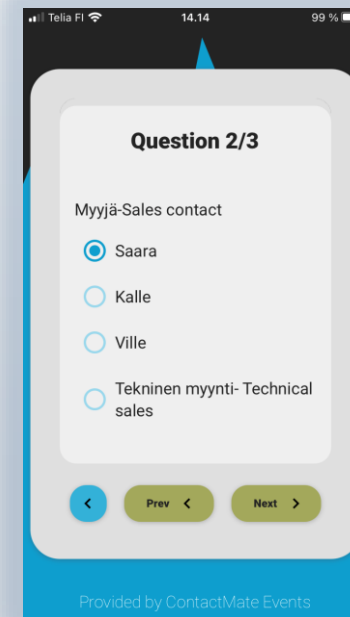 Telia FI 14.14 99 %
Question 2/3
Myyjä-Sales contact
Saara
Kalle
Ville
Tekninen myynti- Technical
sales
Prev Next
Provided by ContactMate Events